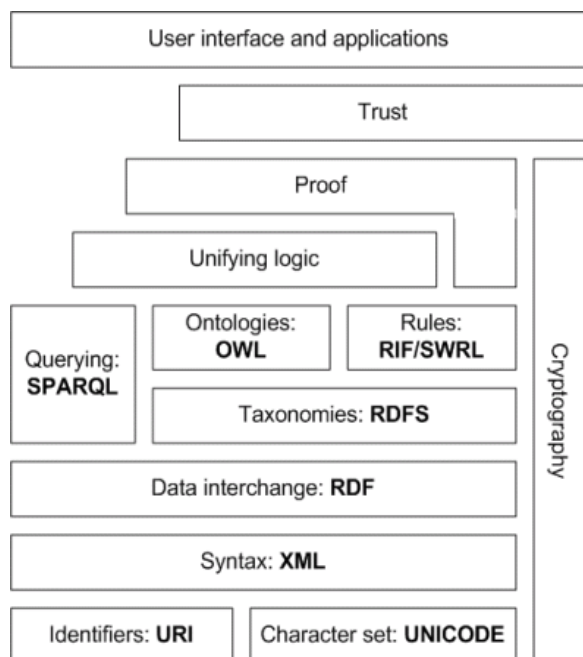 User interface and applications
Trust
Proof
Unifying logic
Querying:
SPARQL
Ontologies:
OWL
Rules:
RIF/SWRL
Taxonomies: RDFS
Data interchange: RDF
Syntax: XML
Identifiers: URI
Character set: UNICODE
Cryptography